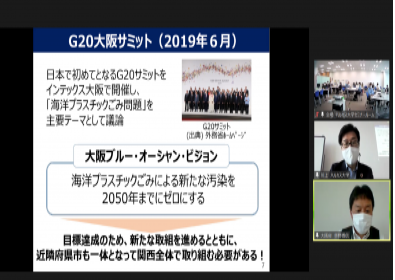 G20大阪サミット（2019年６月）
日本で初めてとなるG20サミットを
インテックス大阪で開催し、
「海洋プラスチックごみ問題」を
主要テーマとして議論
G20サミット
(出典) 外務省ホームページ
大阪ブルー・オーシャン・ビジョン
海洋プラスチックごみによる新たな汚染を
2050年までにゼロにする
目標達成のため、新たな取組を進めるとともに、
近隣府県市も一体となって関西全体で取り組む必要がある！
7